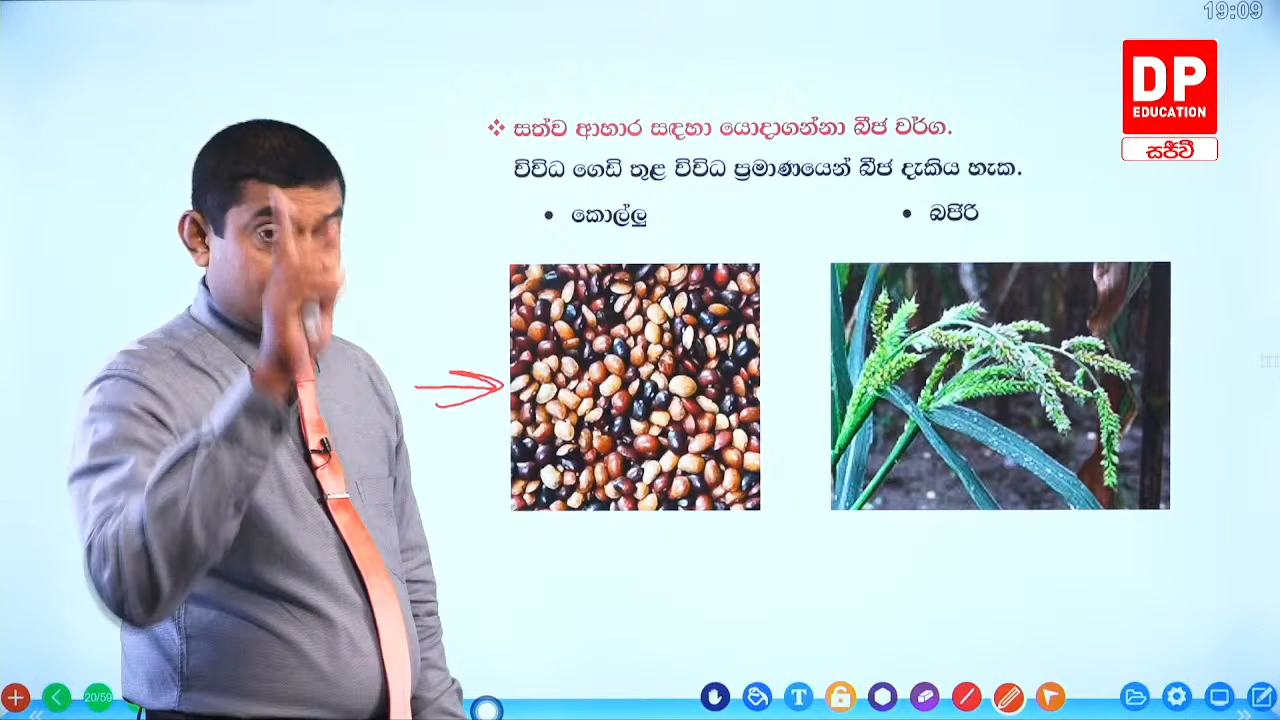 19:09
DP
EDUCATION
සජීවී
❖ සත්ව ආහාර සඳහා යොදාගන්නා බීජ වර්ග.
විවිධ ගෙඩි තුළ විවිධ ප්‍රමාණයෙන් බීජ දැකිය හැක.
• කොල්ලු
• බජිරි
20/59
T